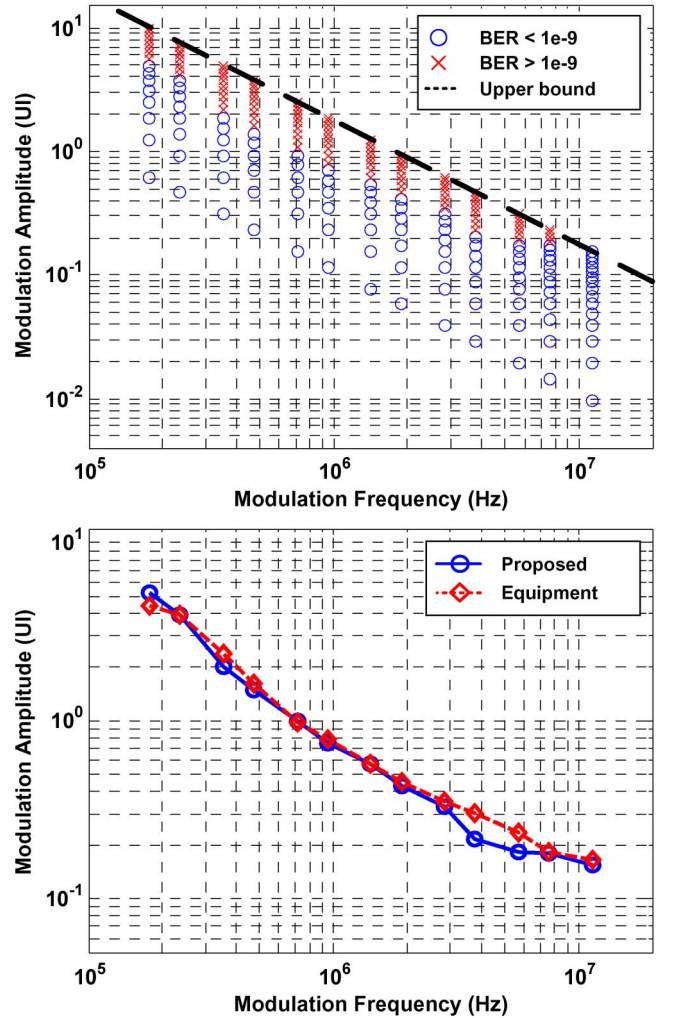 Modulation Amplitude (UI)
10^1
10^0
10^-1
10^-2
BER < 1e-9
BER > 1e-9
Upper bound
10^5
10^6
10^7
Modulation Frequency (Hz)
Modulation Amplitude (UI)
10^1
10^0
10^-1
Proposed
Equipment
10^5
10^6
10^7
Modulation Frequency (Hz)